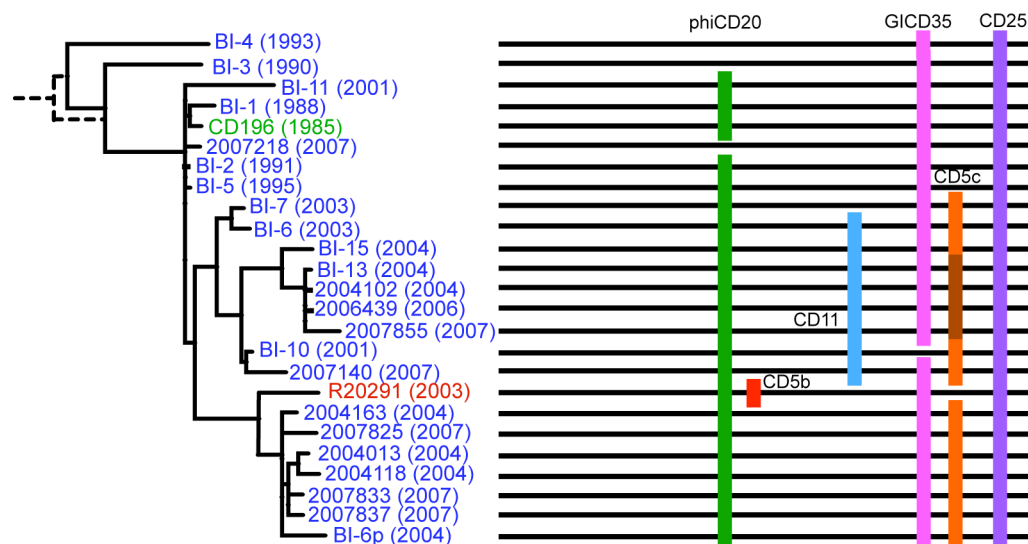 phiCD20
GICD35
CD25
BI-4 (1993)
BI-3 (1990)
BI-11 (2001)
BI-1 (1988)
CD196 (1985)
2007218 (2007)
BI-2 (1991)
CD5c
BI-5 (1995)
BI-7 (2003)
BI-6 (2003)
BI-15 (2004)
BI-13 (2004)
2004102 (2004)
2006439 (2006)
CD11
2007855 (2007)
BI-10 (2001)
2007140 (2007)
CD5b
R20291 (2003)
2004163 (2004)
2007825 (2007)
2004013 (2004)
2004118 (2004)
2007833 (2007)
2007837 (2007)
BI-6p (2004)